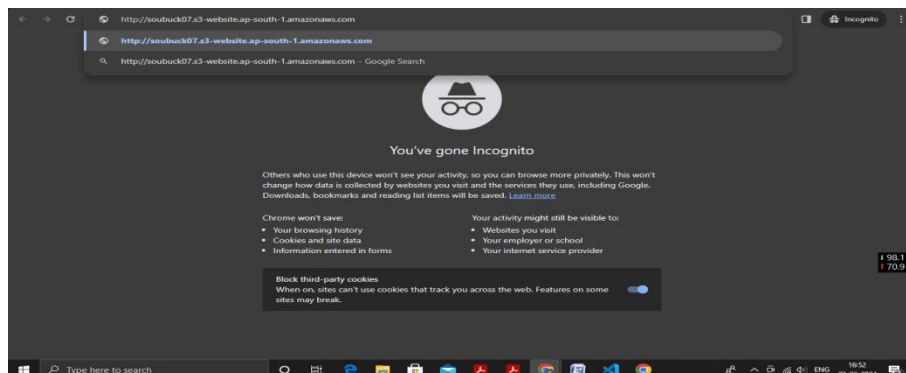 http://soubuck07.s3-website.ap-south-1.amazonaws.com
Incognito
http://soubuck07.s3-website.ap-south-1.amazonaws.com
http://soubuck07.s3-website.ap-south-1.amazonaws.com - Google Search
You've gone Incognito
Others who use this device won't see your activity, so you can browse more privately. This won't
change how data is collected by websites you visit and the services they use, including Google.
Downloads, bookmarks and reading list items will be saved. Learn more
Chrome won't save:
• Your browsing history
• Cookies and site data
• Information entered in forms
Your activity might still be visible to:
• Websites you visit
• Your employer or school
• Your internet service provider
98.1
70.9
Block third-party cookies
When on, sites can't use cookies that track you across the web. Features on some
sites may break.
Type here to search
ENG
16:52